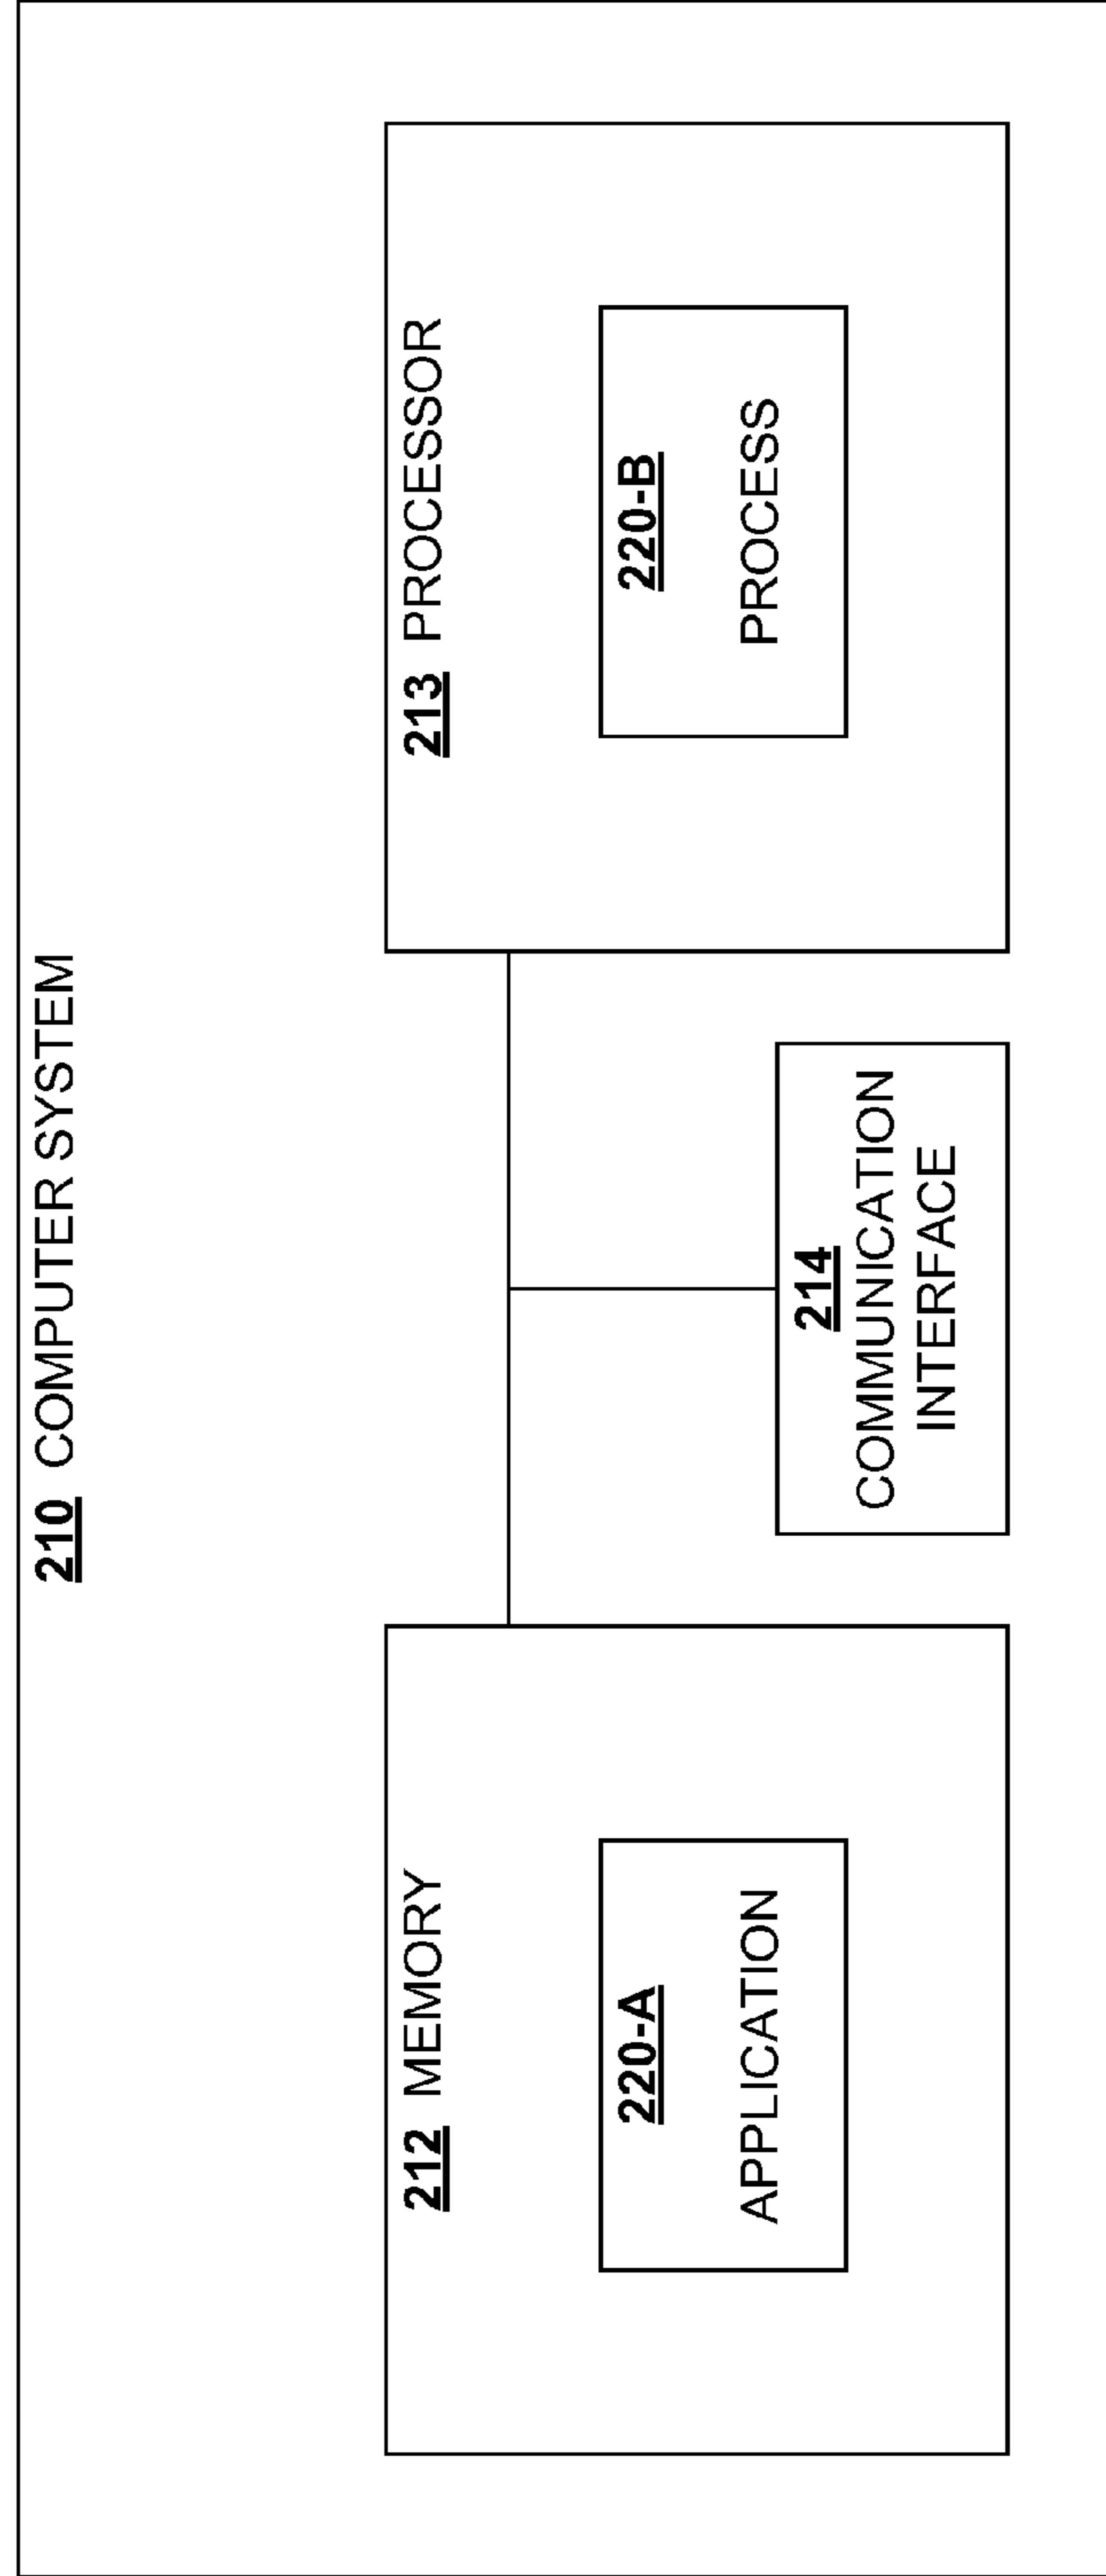 210 COMPUTER SYSTEM
212 MEMORY
220-A
APPLICATION
214
COMMUNICATION
INTERFACE
213 PROCESSOR
220-B
PROCESS